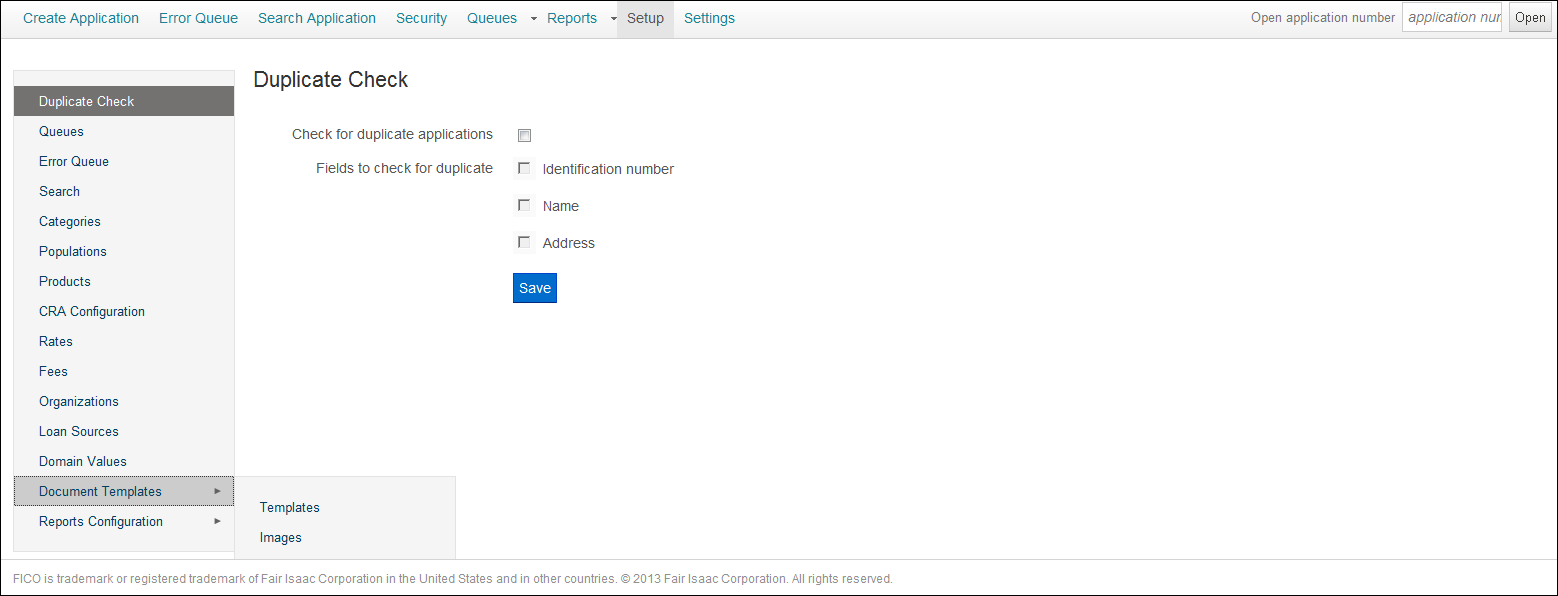 Create Application Error Queue Search Application Security Queues Reports Setup Settings Open application number application nur Open
Duplicate Check
Queues
Error Queue
Search
Categories
Populations
Products
CRA Configuration
Rates
Fees
Organizations
Loan Sources
Domain Values
Document Templates
Reports Configuration
Templates
Images
Duplicate Check
Check for duplicate applications
Fields to check for duplicate
Identification number
Name
Address
Save
FICO is trademark or registered trademark of Fair Isaac Corporation in the United States and in other countries. © 2013 Fair Isaac Corporation. All rights reserved.